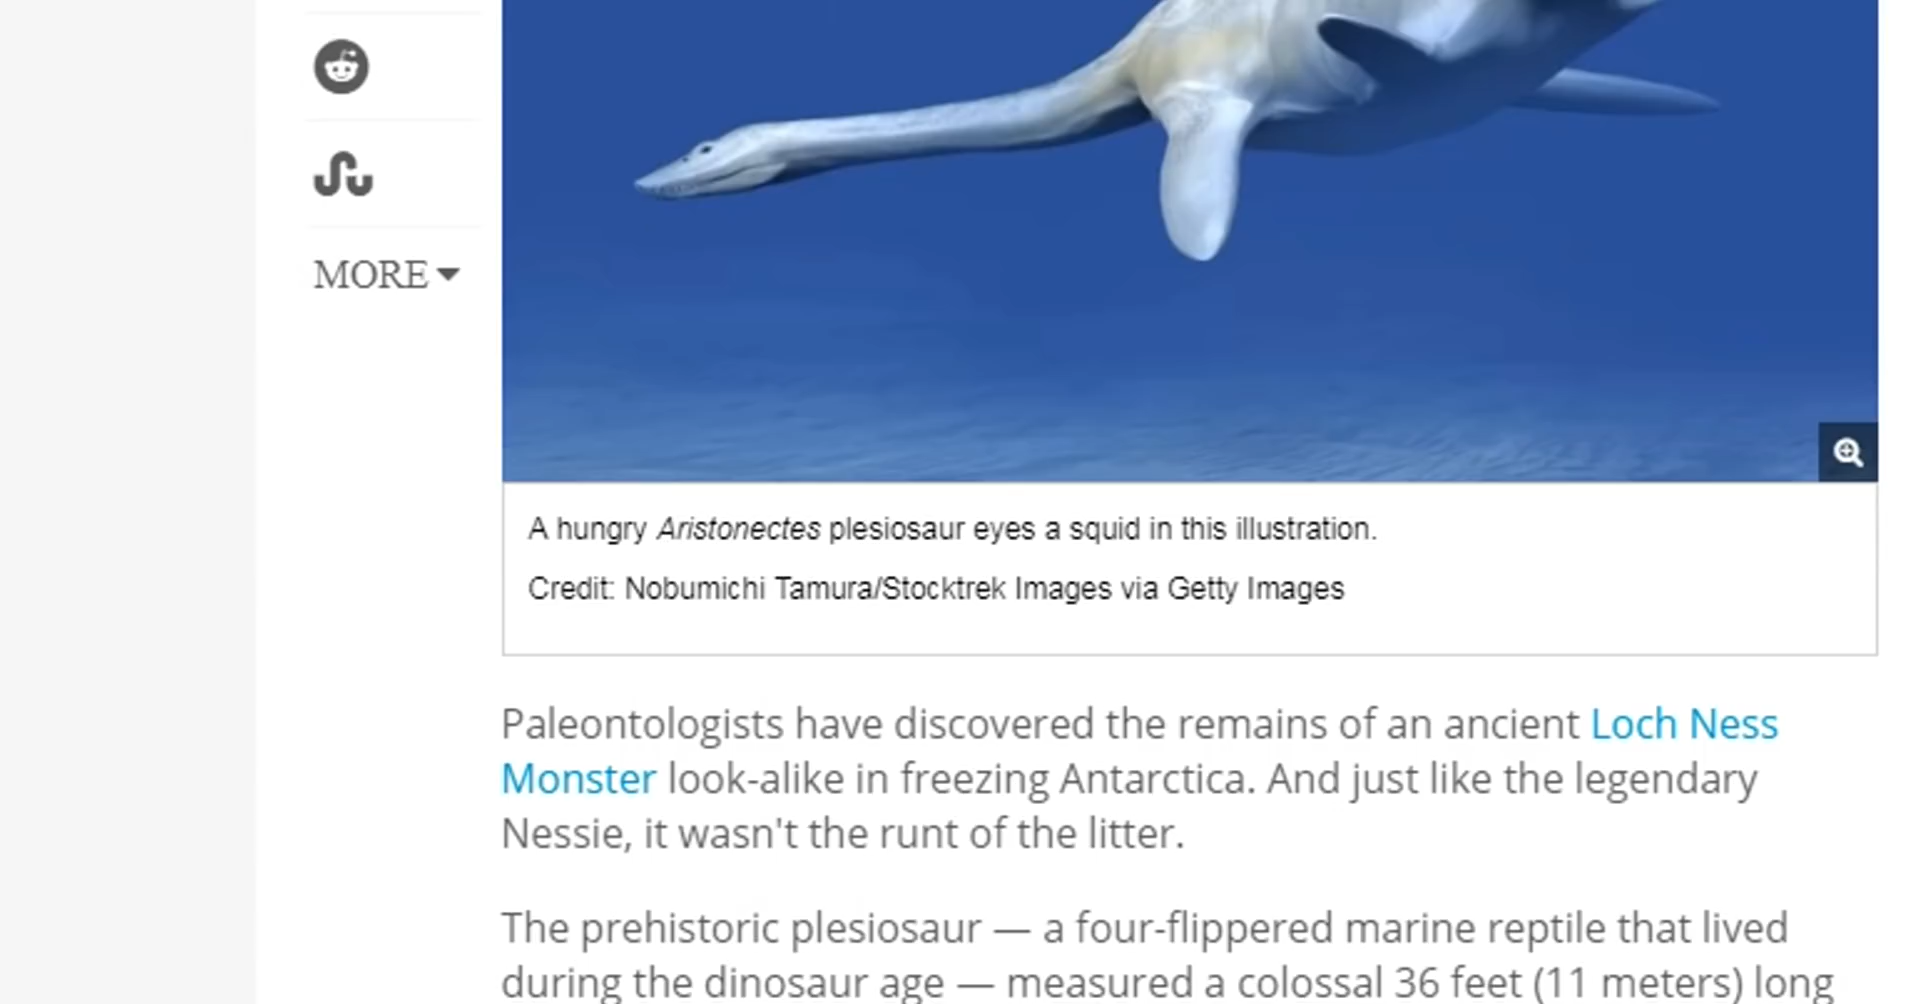 MORE
A hungry Aristonectes plesiosaur eyes a squid in this illustration.
Credit: Nobumichi Tamura/Stocktrek Images via Getty Images
Paleontologists have discovered the remains of an ancient Loch Ness
Monster look-alike in freezing Antarctica. And just like the legendary
Nessie, it wasn't the runt of the litter.
The prehistoric plesiosaur — a four-flippered marine reptile that lived
during the dinosaur age — measured a colossal 36 feet (11 meters) long